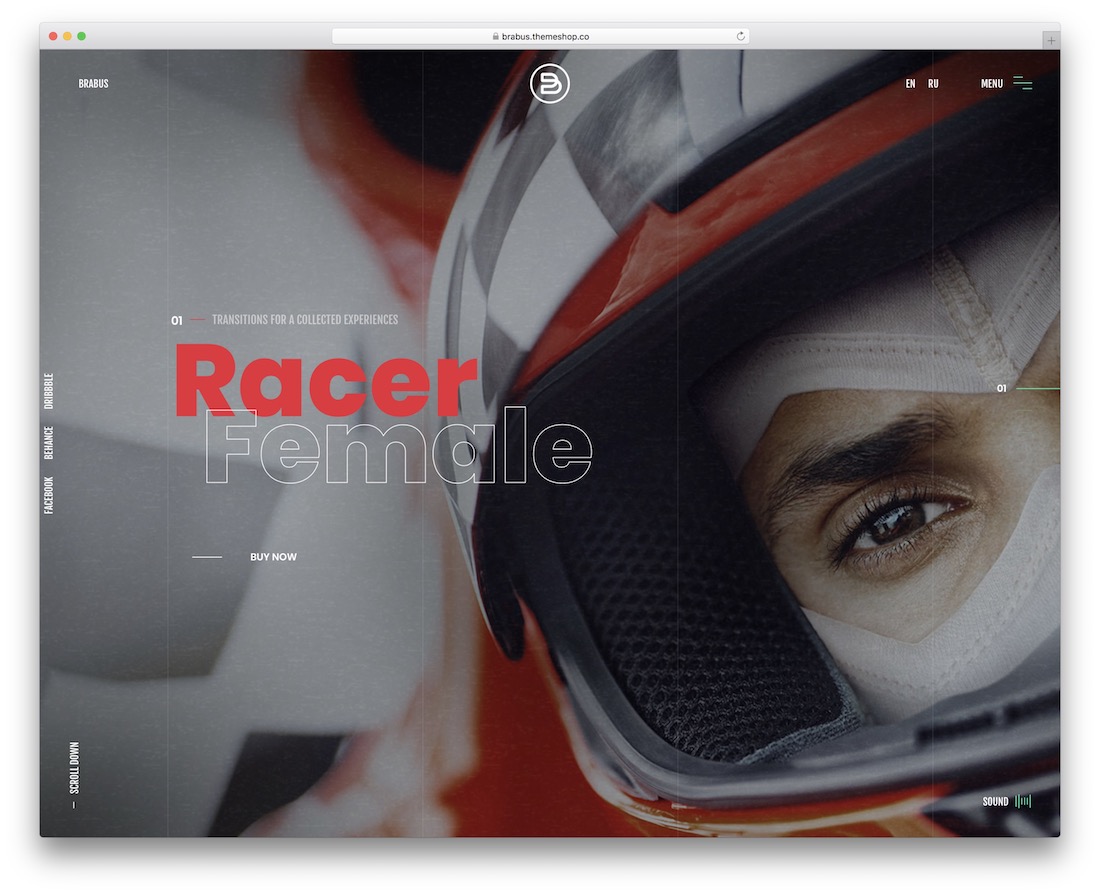 brabus.themeshop.co
BRABUS
EN RU MENU
01 TRANSITIONS FOR A COLLECTED EXPERIENCES
Racer
Female
BUY NOW
01
DRIBBBLE
BEHANCE
FACEBOOK
SCROLL DOWN
SOUND